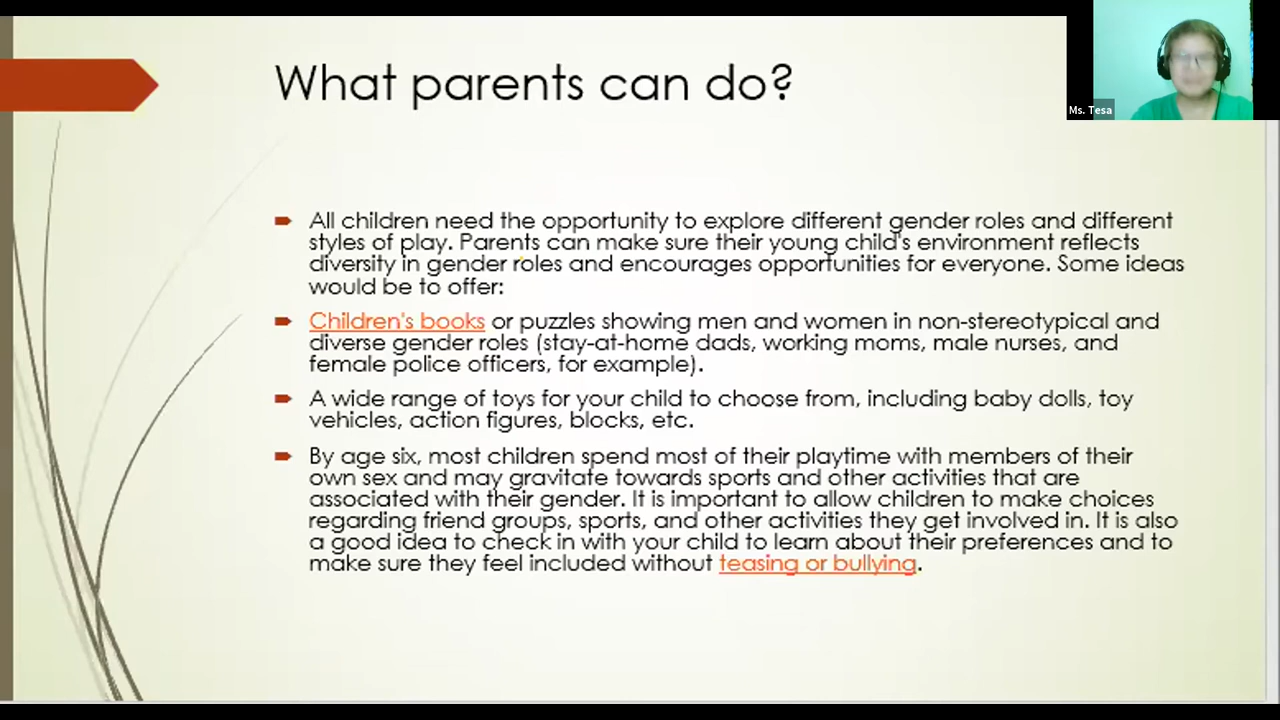 What parents can do?
Ms. Tesa
All children need the opportunity to explore different gender roles and different
styles of play. Parents can make sure their young child's environment reflects
diversity in gender roles and encourages opportunities for everyone. Some ideas
would be to offer:
Children's books or puzzles showing men and women in non-stereotypical and
diverse gender roles (stay-at-home dads, working moms, male nurses, and
female police officers, for example).
A wide range of toys for your child to choose from, including baby dolls, toy
vehicles, action figures, blocks, etc.
By age six, most children spend most of their playtime with members of their
own sex and may gravitate towards sports and other activities that are
associated with their gender. It is important to allow children to make choices
regarding friend groups, sports, and other activities they get involved in. It is also
a good idea to check in with your child to learn about their preferences and to
make sure they feel included without teasing or bullying.